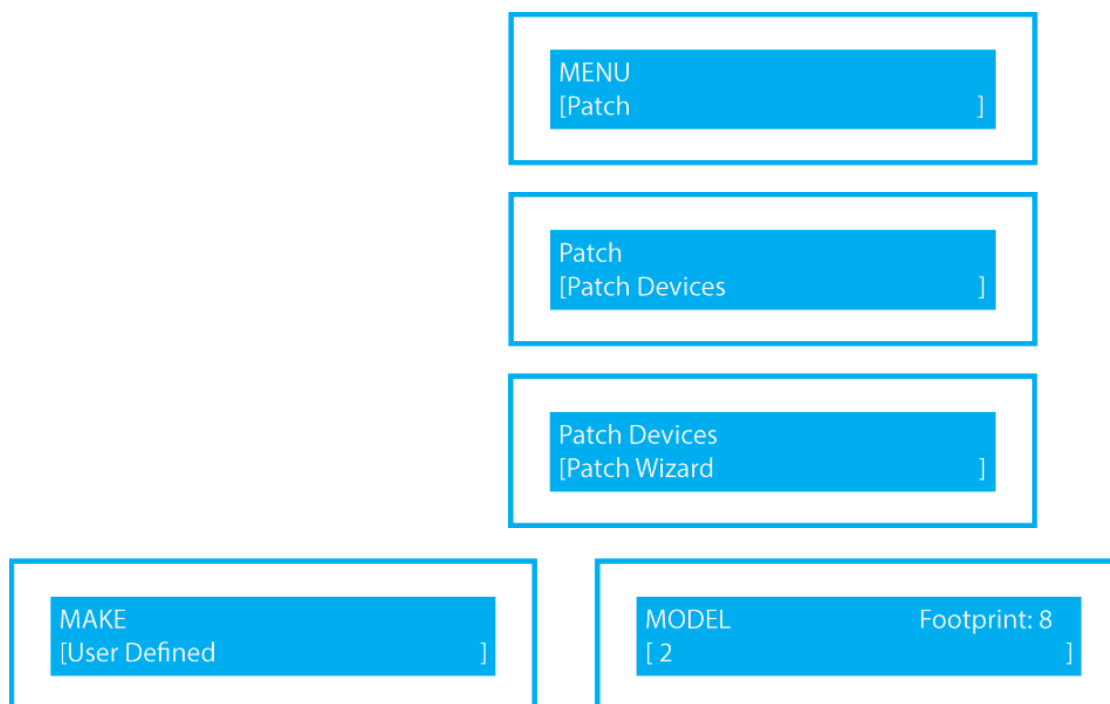 MENU
[Patch ]
Patch
[Patch Devices ]
Patch Devices
[Patch Wizard ]
MAKE
[User Defined ]
MODEL Footprint: 8
[ 2 ]